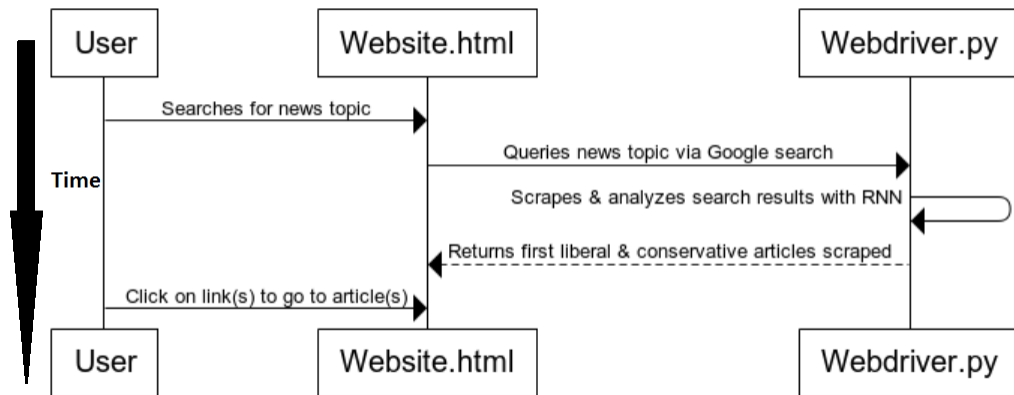 User
Website.html
Webdriver.py
Searches for news topic
Queries news topic via Google search
Time
Scrapes & analyzes search results with RNN
Returns first liberal & conservative articles scraped
Click on link(s) to go to article(s)
User
Website.html
Webdriver.py